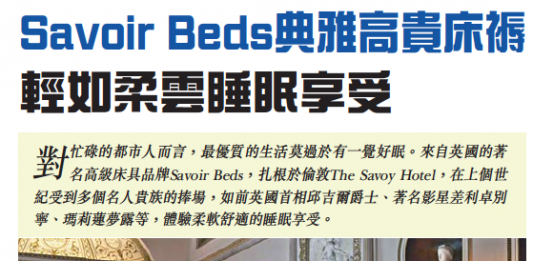 Savoir Beds典雅高貴床褥
輕如柔雲睡眠享受
對忙碌的都市人而言，最優質的生活莫過於有一覺好眠。來自英國的著
名高級床具品牌Savoir Beds，扎根於倫敦The Savoy Hotel，在上個世
紀受到多個名人貴族的捧場，如前英國首相邱吉爾爵士、著名影星差利卓別
寧、瑪莉蓮夢露等，體驗柔軟舒適的睡眠享受。